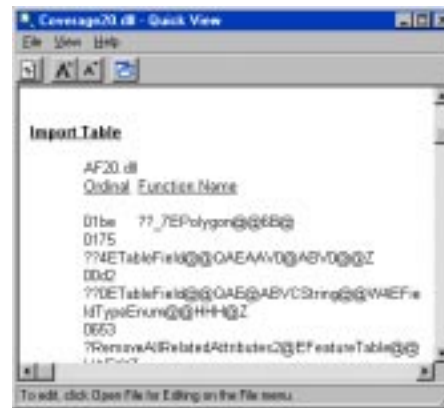 Coverage20.dll - Quick View
File View Help
Import Table
AF20.dll
Ordinal Function Name
01be ??_7EPolygon@@6B@
0175
??4ETableField@@QAEAAV0@ABV0@@Z
00d2
??0ETableField@@QAE@ABVCString@@W4EFie
ldTypeEnum@@HHH@Z
0653
?RemoveAllRelatedAttributes2@EFeatureTable@@
To edit, click Open File for Editing on the File menu.